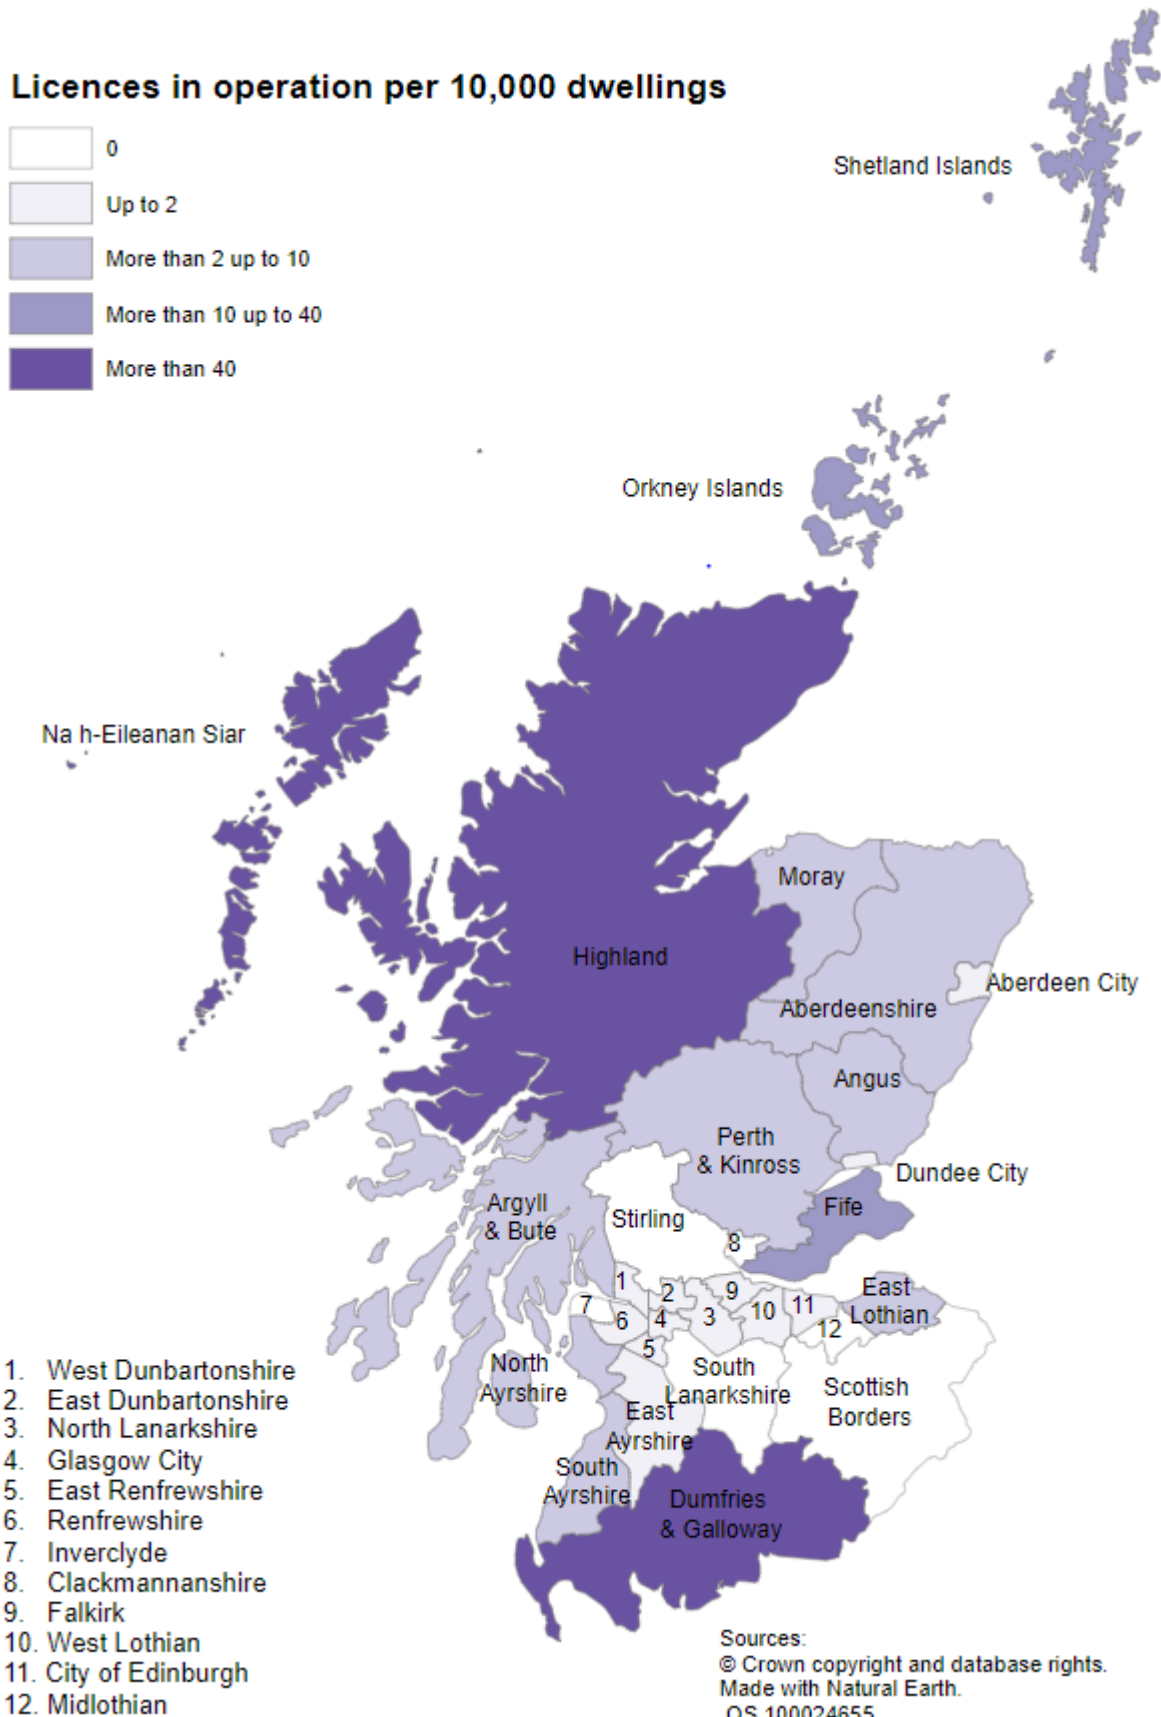 Licences in operation per 10,000 dwellings
0
Up to 2
More than 2 up to 10
More than 10 up to 40
More than 40
Shetland Islands
Orkney Islands
Na h-Eileanan Siar
Moray
Highland
Aberdeen City
Aberdeenshire
Angus
Perth
& Kinross
Dundee City
Argyll
& Bute
Stirling
Fife
8
1
2
9
East
Lothian
7
6
4
3
10
11
12
5
North
Ayrshire
South
Lanarkshire
Scottish
Borders
East
Ayrshire
South
Ayrshire
Dumfries
& Galloway
1. West Dunbartonshire
2. East Dunbartonshire
3. North Lanarkshire
4. Glasgow City
5. East Renfrewshire
6. Renfrewshire
7. Inverclyde
8. Clackmannanshire
9. Falkirk
10. West Lothian
11. City of Edinburgh
12. Midlothian
Sources:
© Crown copyright and database rights.
Made with Natural Earth.
OS 100024655